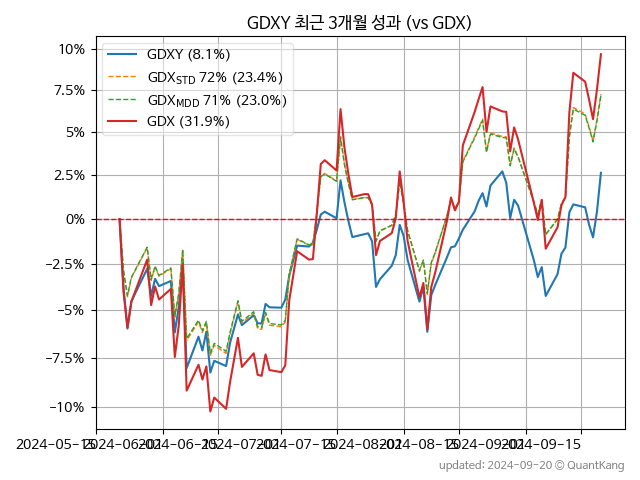 GDXY 최근 3개월 성과 (vs GDX)
GDXY (8.1%)
GDX_STD 72% (23.4%)
GDX_MDD 71% (23.0%)
GDX (31.9%)
10%
7.5%
5%
2.5%
0%
−2.5%
−5%
−7.5%
−10%
2024-05-15 2024-06-01 2024-06-15 2024-07-01 2024-07-15 2024-08-01 2024-08-15 2024-09-01 2024-09-15
updated: 2024-09-20 © QuantKang